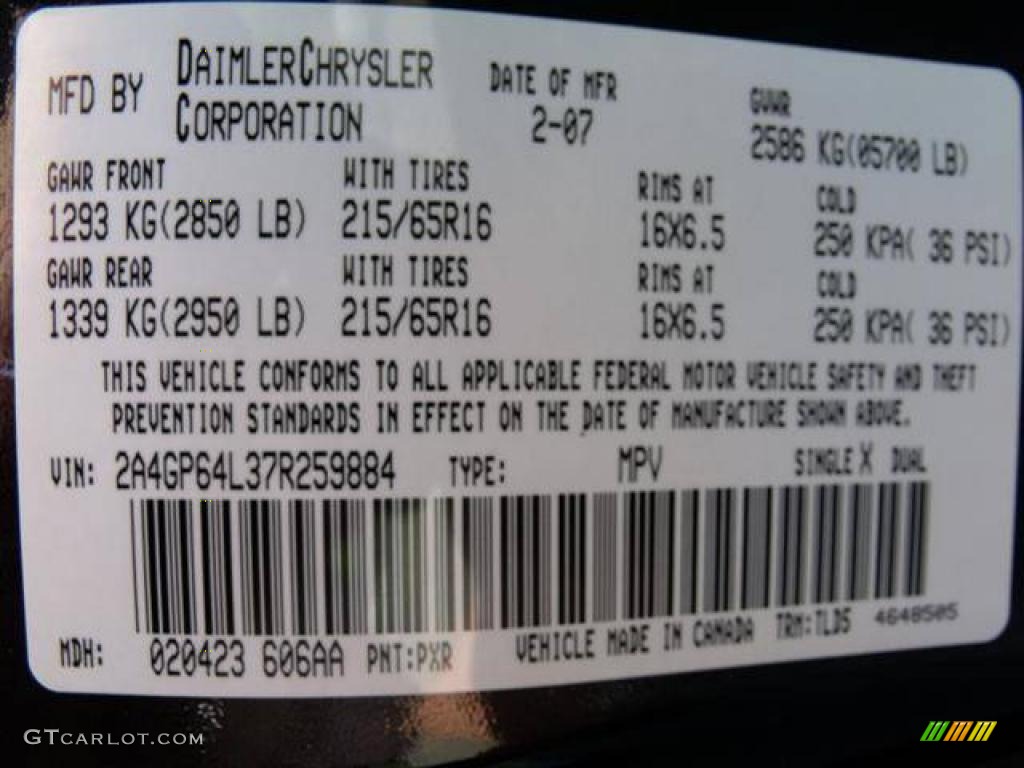 MFD BY DAIMLERCHRYSLER CORPORATION DATE OF MFR 2-07 GVWR 2586 KG(05700 LB)
GAWR FRONT WITH TIRES RIMS AT COLD
1293 KG(2850 LB) 215/65R16 16X6.5 250 KPA( 36 PSI)
GAWR REAR WITH TIRES RIMS AT COLD
1339 KG(2950 LB) 215/65R16 16X6.5 250 KPA( 36 PSI)
THIS VEHICLE CONFORMS TO ALL APPLICABLE FEDERAL MOTOR VEHICLE SAFETY AND THEFT
PREVENTION STANDARDS IN EFFECT ON THE DATE OF MANUFACTURE SHOWN ABOVE.
VIN: 2A4GP64L37R259884 TYPE: MPV SINGLE X DUAL
MDH: 020423 606AA PNT:PXR VEHICLE MADE IN CANADA TRM:TLD5 4648505
GTCARLOT.COM